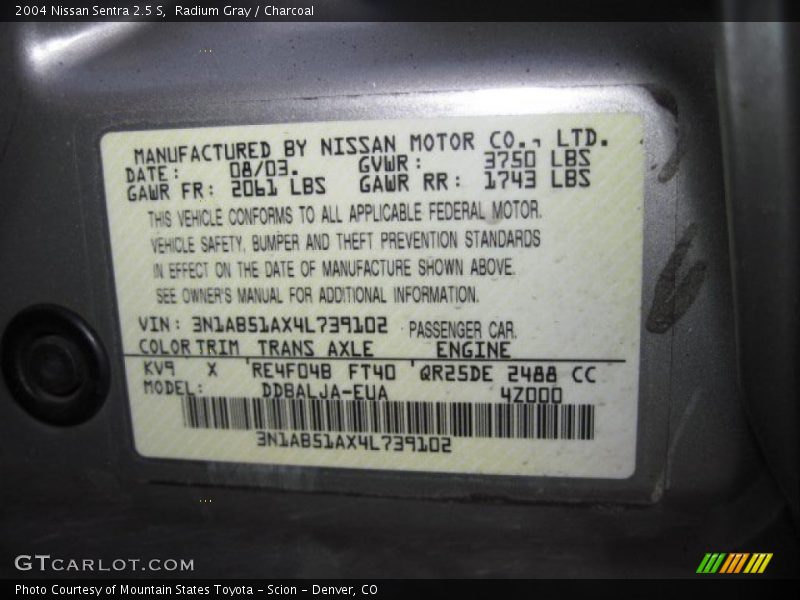 2004 Nissan Sentra 2.5 S, Radium Gray / Charcoal
MANUFACTURED BY NISSAN MOTOR CO., LTD.
DATE: 08/03. GVWR: 3750 LBS
GAWR FR: 2061 LBS GAWR RR: 1743 LBS
THIS VEHICLE CONFORMS TO ALL APPLICABLE FEDERAL MOTOR.
VEHICLE SAFETY, BUMPER AND THEFT PREVENTION STANDARDS
IN EFFECT ON THE DATE OF MANUFACTURE SHOWN ABOVE.
SEE OWNER'S MANUAL FOR ADDITIONAL INFORMATION.
VIN: 3N1AB51AX4L739102 PASSENGER CAR.
COLOR TRIM TRANS AXLE ENGINE
KV9 X RE4F04B FT40 QR25DE 2488 CC
MODEL: DDBALJA-EUA 4Z000
3N1AB51AX4L739102
GTCARLOT.COM
Photo Courtesy of Mountain States Toyota - Scion - Denver, CO